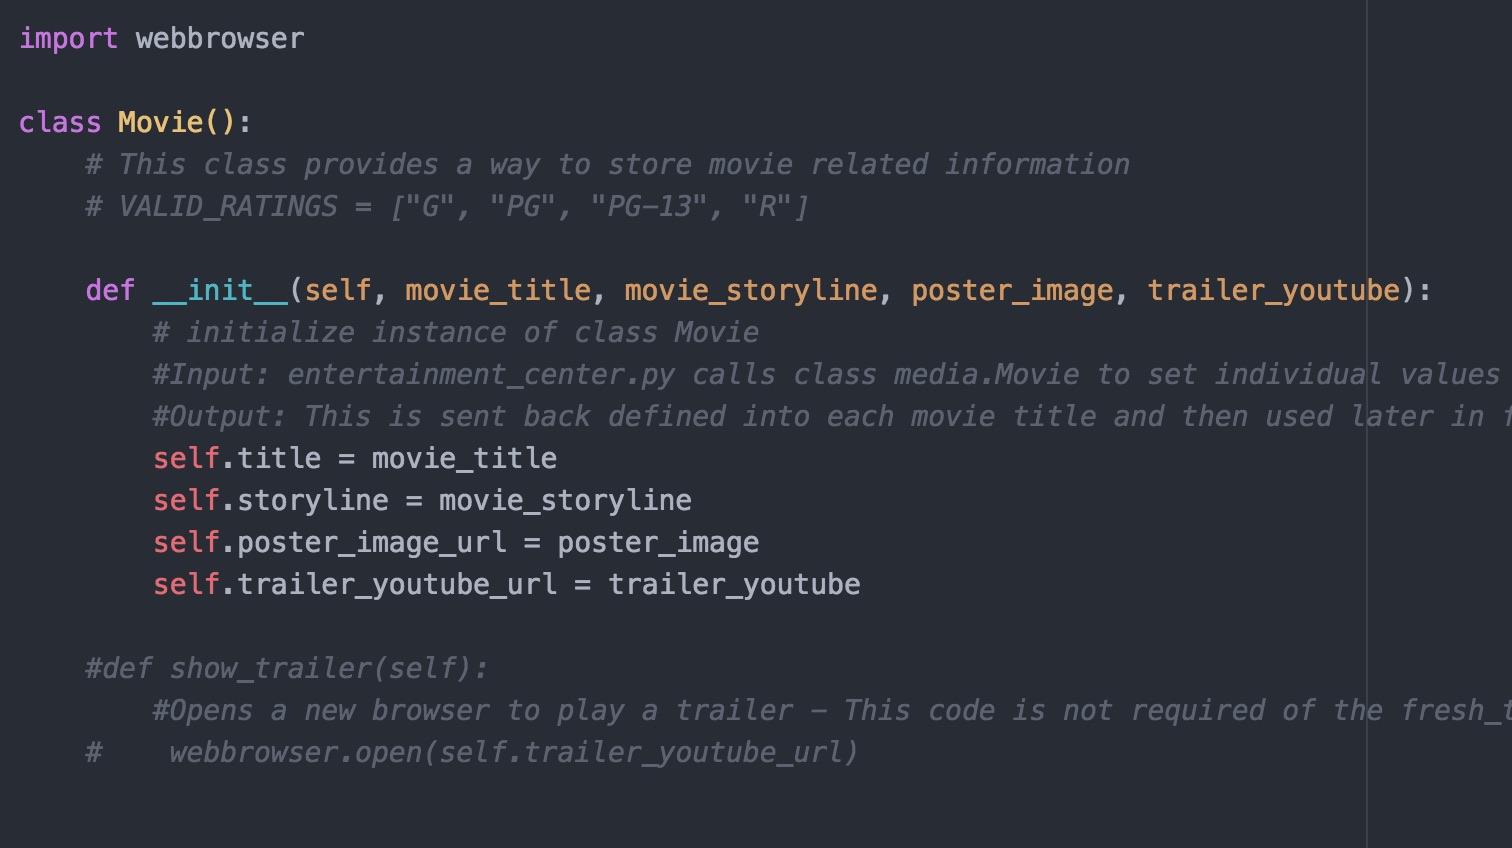 import webbrowser
class Movie():
# This class provides a way to store movie related information
# VALID_RATINGS = ["G", "PG", "PG-13", "R"]
def __init__(self, movie_title, movie_storyline, poster_image, trailer_youtube):
# initialize instance of class Movie
#Input: entertainment_center.py calls class media.Movie to set individual values
#Output: This is sent back defined into each movie title and then used later in
self.title = movie_title
self.storyline = movie_storyline
self.poster_image_url = poster_image
self.trailer_youtube_url = trailer_youtube
#def show_trailer(self):
#Opens a new browser to play a trailer - This code is not required of the
#    webbrowser.open(self.trailer_youtube_url)